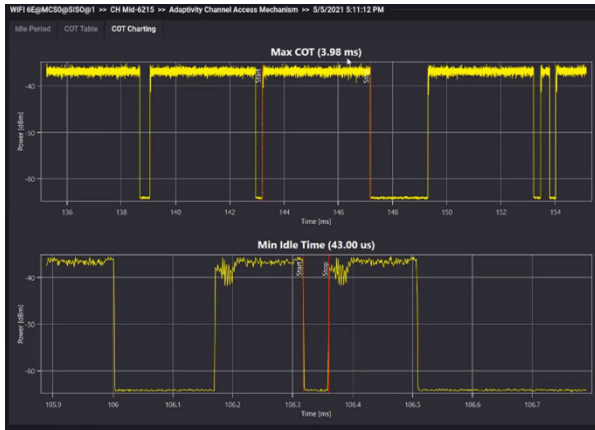 WIFI 6E@MCS0@SISO@1 >> CH Mid-6215 >> Adaptivity Channel Access Mechanism >> 5/5/2021 5:11:12 PM
Idle Period COT Table COT Charting
Max COT (3.98 ms)
Start
-40
-50
-60
Power [dBm]
136 138 140 142 144 146 148 150 152 154
Time [ms]
Min Idle Time (43.00 us)
Start Stop
-40
-50
-60
Power [dBm]
105.9 106 106.1 106.2 106.3 106.4 106.5 106.6 106.7
Time [ms]